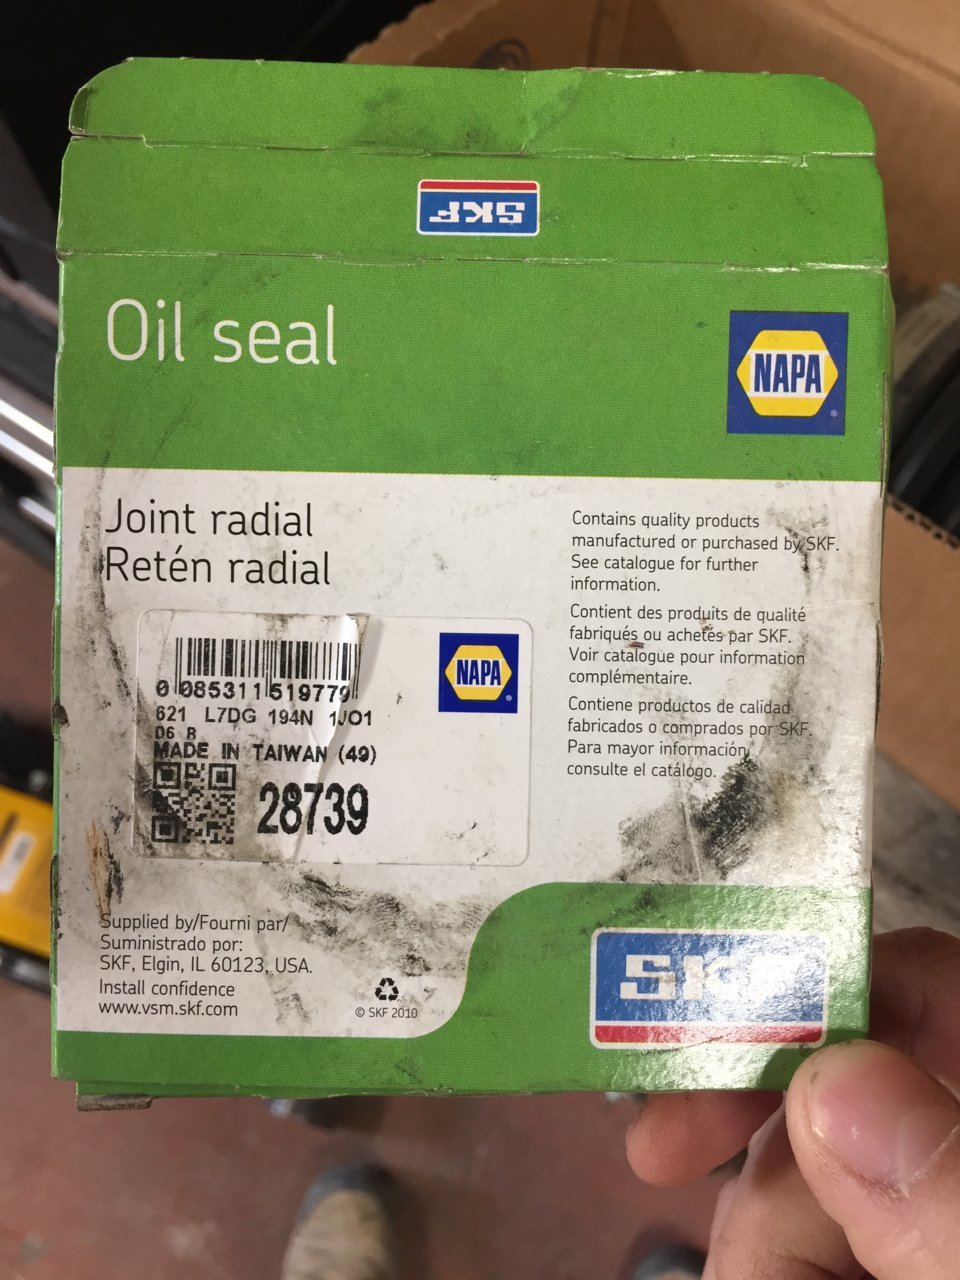 SKF
Oil seal
NAPA
Joint radial
Retén radial
0 085311 519779
621 L7DG 194N 1J01
D6 R
MADE IN TAIWAN (49)
28739
NAPA
Contains quality products
manufactured or purchased by SKF.
See catalogue for further
information.
Contient des produits de qualité
fabriqués ou achetés par SKF.
Voir catalogue pour information
complémentaire.
Contiene productos de calidad
fabricados o comprados por SKF.
Para mayor información,
consulte el catálogo.
Supplied by/Fourni par/
Suministrado por:
SKF, Elgin, IL 60123, USA.
Install confidence
www.vsm.skf.com
© SKF 2010
SKF